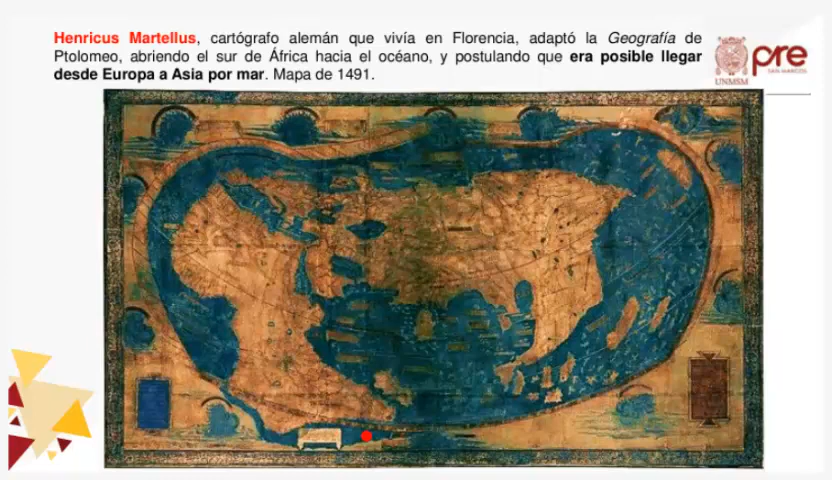 Henricus Martellus, cartógrafo alemán que vivía en Florencia, adaptó la Geografía de
Ptolomeo, abriendo el sur de África hacia el océano, y postulando que era posible llegar
desde Europa a Asia por mar. Mapa de 1491.
UNMSM
pre
SAN MARCOS